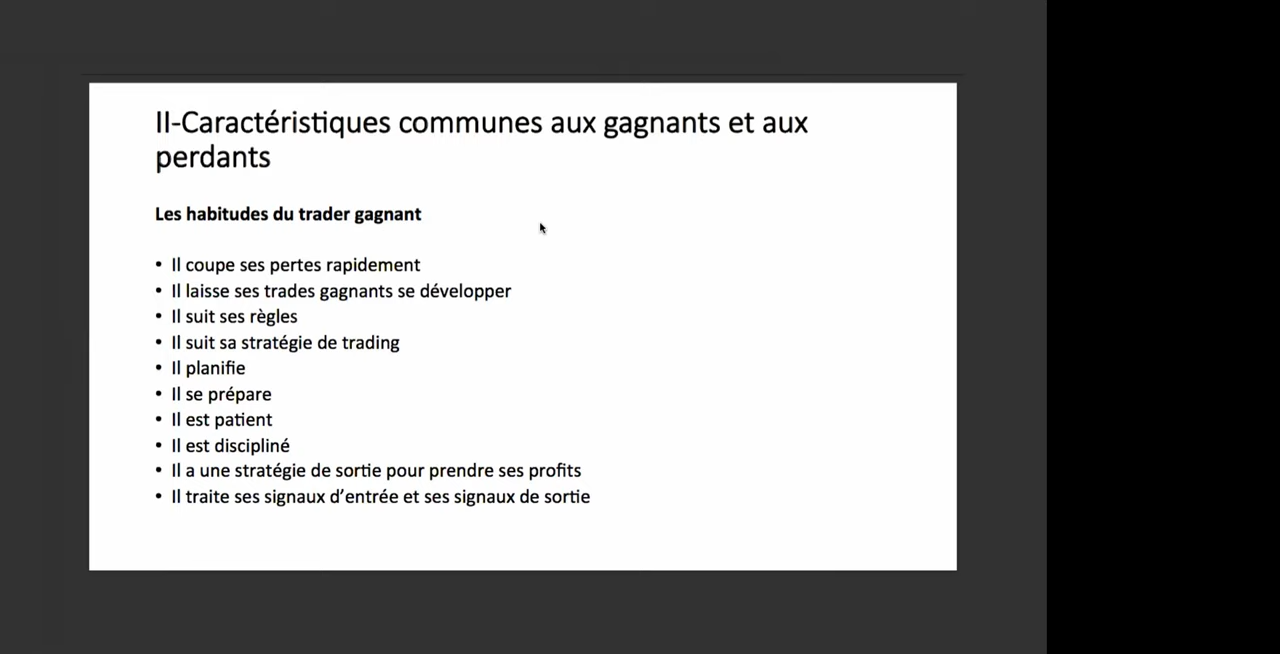 II-Caractéristiques communes aux gagnants et aux
perdants
Les habitudes du trader gagnant
• Il coupe ses pertes rapidement
• Il laisse ses trades gagnants se développer
• Il suit ses règles
• Il suit sa stratégie de trading
• Il planifie
• Il se prépare
• Il est patient
• Il est discipliné
• Il a une stratégie de sortie pour prendre ses profits
• Il traite ses signaux d’entrée et ses signaux de sortie